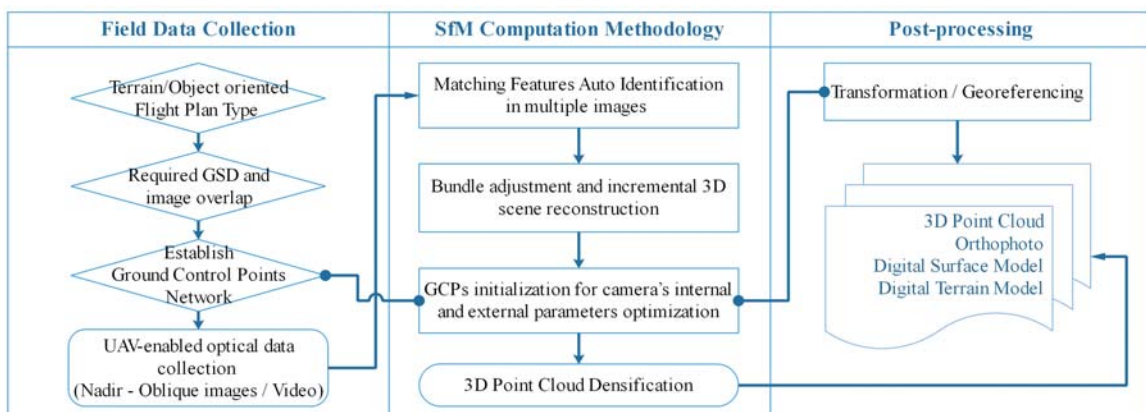 Field Data Collection
SfM Computation Methodology
Post-processing
Terrain/Object oriented
Flight Plan Type
Required GSD and
image overlap
Establish
Ground Control Points
Network
UAV-enabled optical data
collection
(Nadir - Oblique images / Video)
Matching Features Auto Identification
in multiple images
Bundle adjustment and incremental 3D
scene reconstruction
GCPs initialization for camera's internal
and external parameters optimization
3D Point Cloud Densification
Transformation / Georeferencing
3D Point Cloud
Orthophoto
Digital Surface Model
Digital Terrain Model